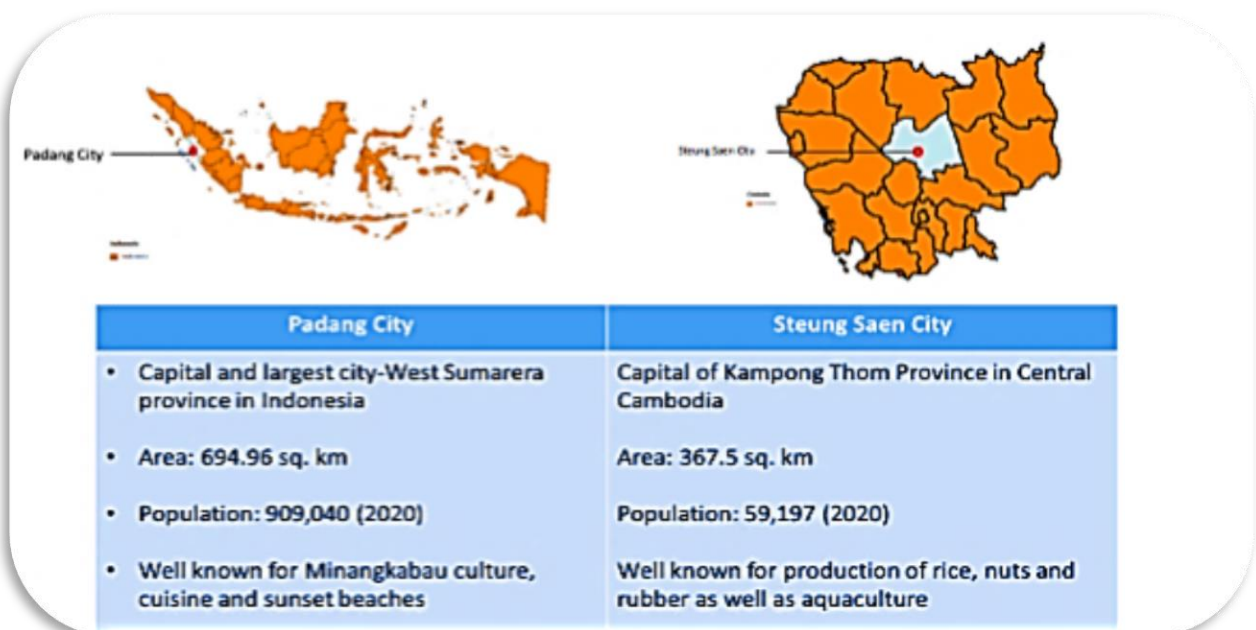 Padang City
Steung Saen City
Padang City
Steung Saen City
• Capital and largest city-West Sumarera
province in Indonesia
Capital of Kampong Thom Province in Central
Cambodia
• Area: 694.96 sq. km
Area: 367.5 sq. km
• Population: 909,040 (2020)
Population: 59,197 (2020)
• Well known for Minangkabau culture,
cuisine and sunset beaches
Well known for production of rice, nuts and
rubber as well as aquaculture